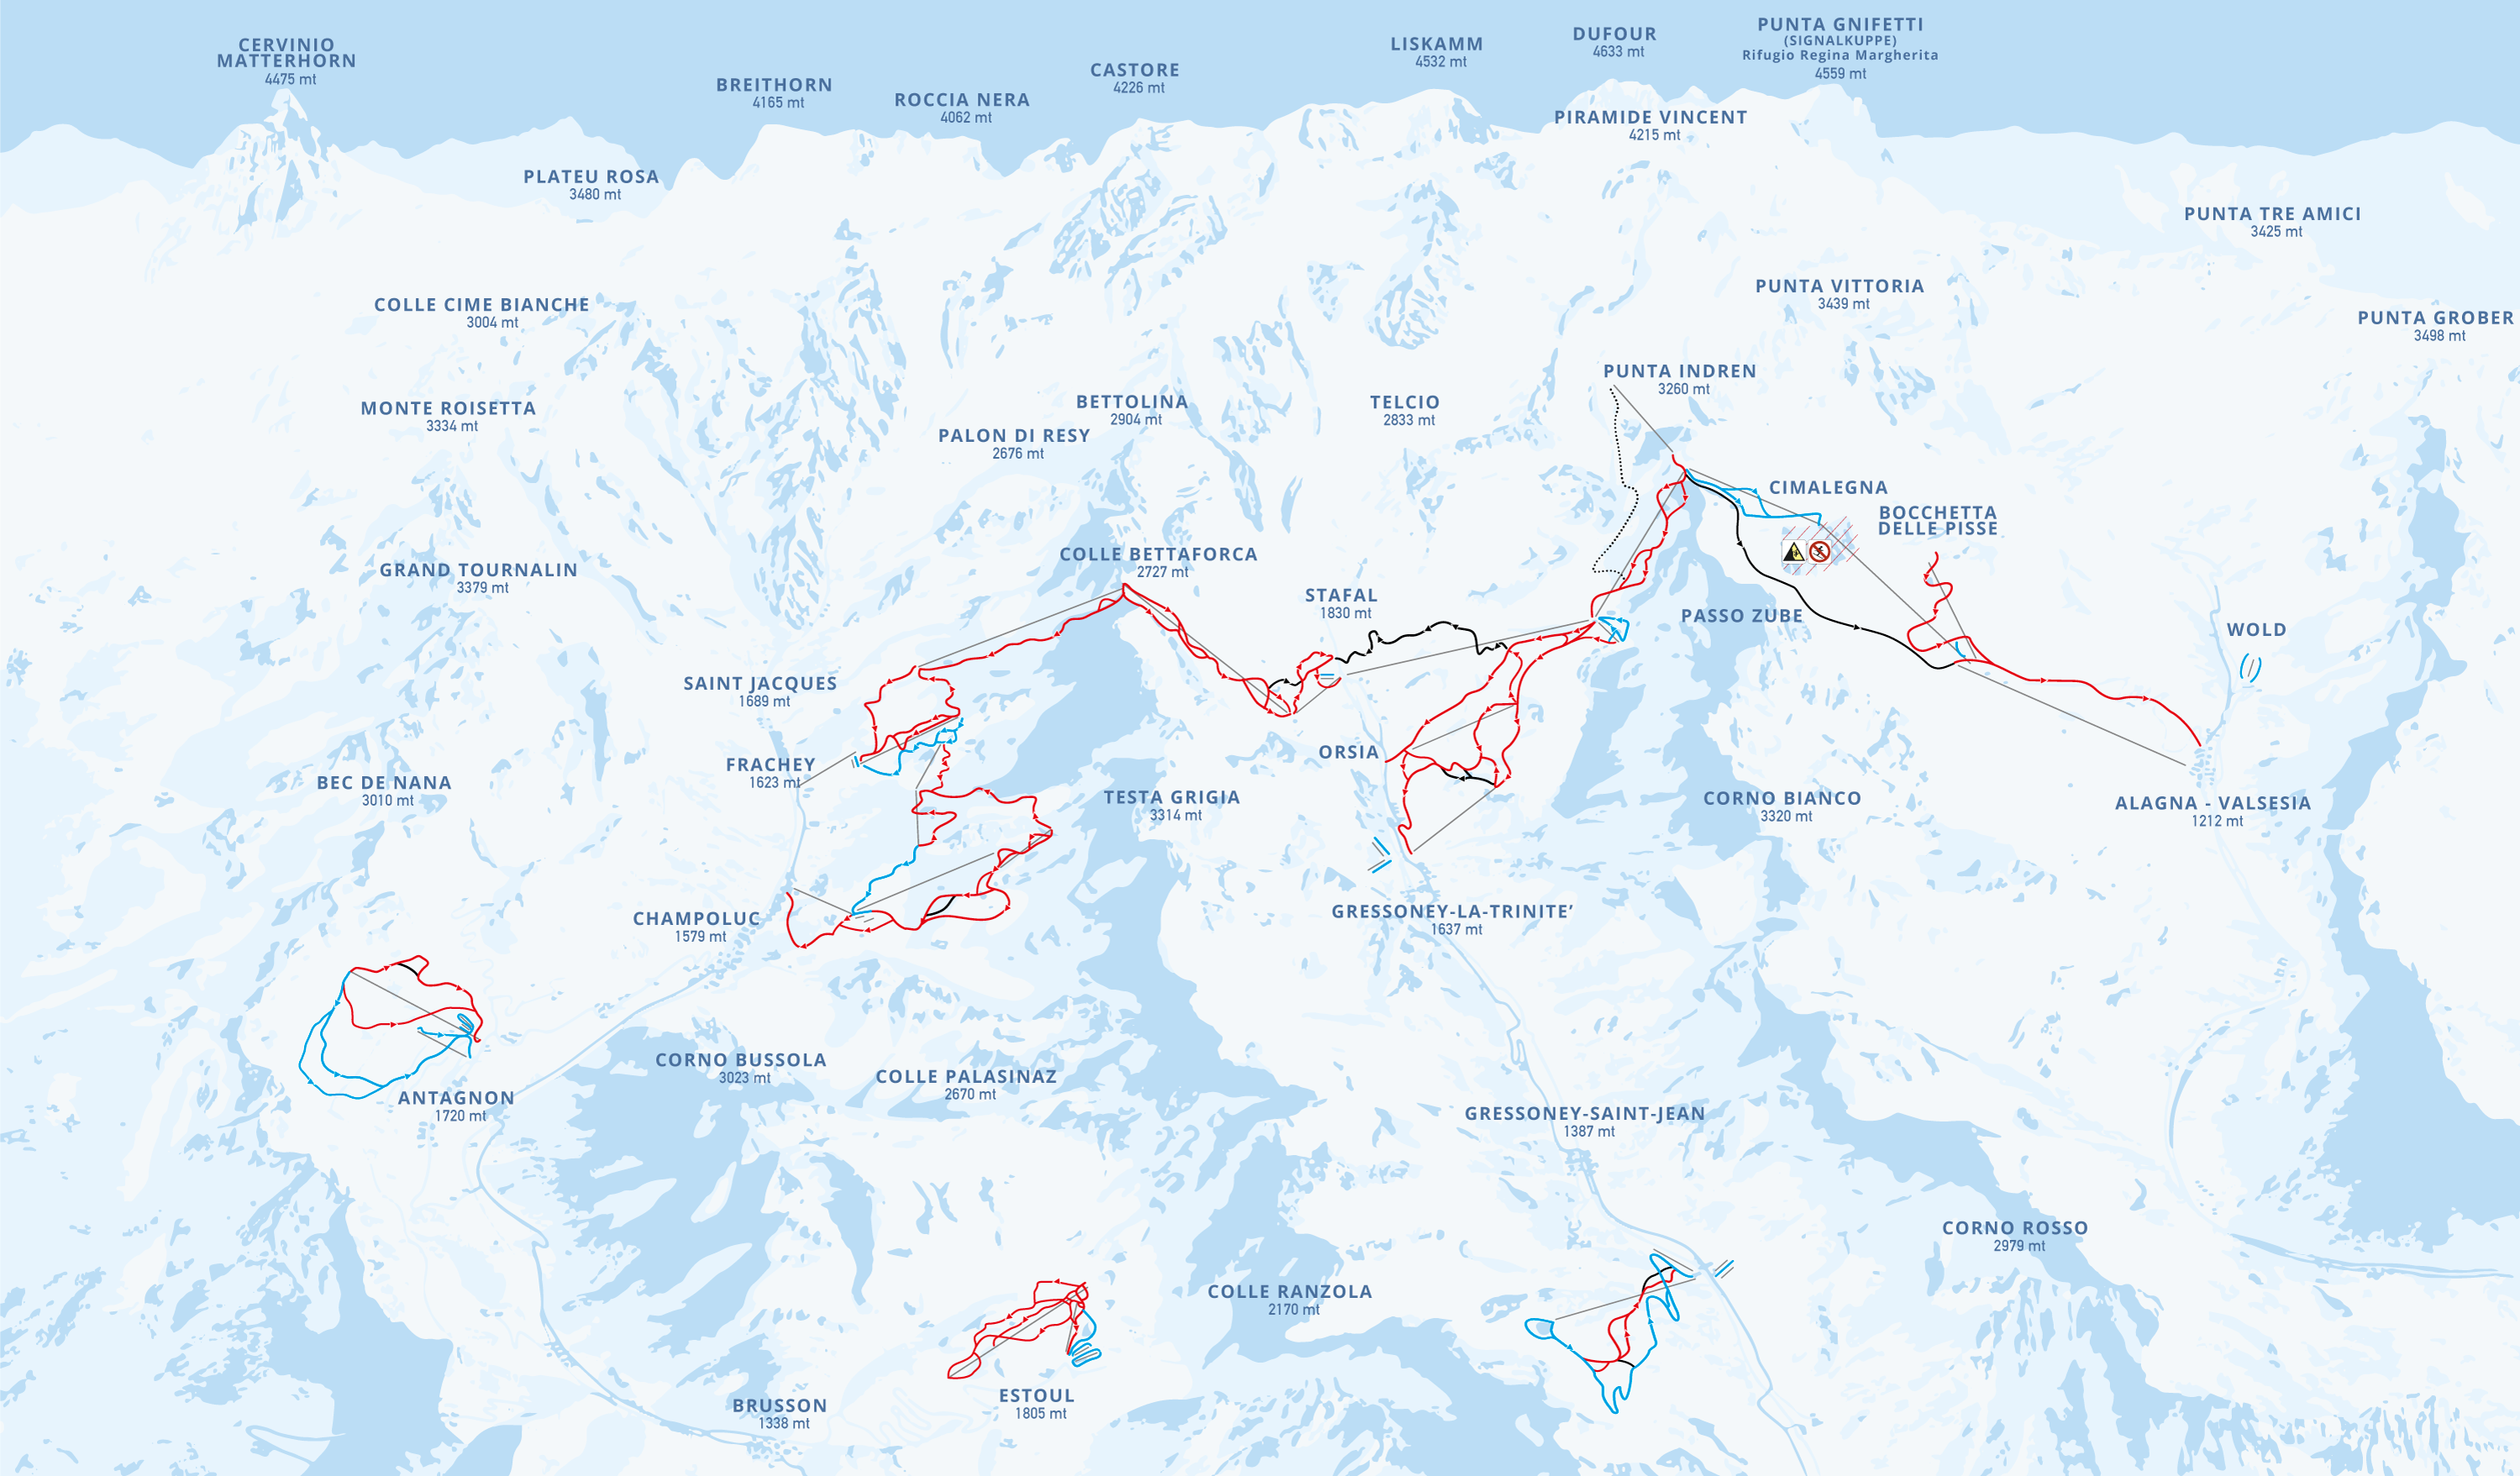 CERVINIO
MATTERHORN
4475 mt
BREITHORN
4165 mt
ROCCIA NERA
4062 mt
CASTORE
4226 mt
LISKAMM
4532 mt
DUFOUR
4633 mt
PUNTA GNIFETTI
(SIGNALKUPPE)
Rifugio Regina Margherita
4559 mt
PIRAMIDE VINCENT
4215 mt
PLATEU ROSA
3480 mt
PUNTA TRE AMICI
3425 mt
COLLE CIME BIANCHE
3004 mt
PUNTA VITTORIA
3439 mt
PUNTA GROBER
3498 mt
MONTE ROISETTA
3334 mt
BETTOLINA
2904 mt
PALON DI RESY
2676 mt
TELCIO
2833 mt
PUNTA INDREN
3260 mt
CIMALEGNA
BOCCHETTA
DELLE PISSE
GRAND TOURNALIN
3379 mt
COLLE BETTAFORCA
2727 mt
STAFAL
1830 mt
PASSO ZUBE
WOLD
SAINT JACQUES
1689 mt
FRACHEY
1623 mt
ORSIA
BEC DE NANA
3010 mt
TESTA GRIGIA
3314 mt
CORNO BIANCO
3320 mt
ALAGNA - VALSESIA
1212 mt
CHAMPOLUC
1579 mt
GRESSONEY-LA-TRINITE’
1637 mt
CORNO BUSSOLA
3023 mt
COLLE PALASINAZ
2670 mt
ANTAGNON
1720 mt
GRESSONEY-SAINT-JEAN
1387 mt
CORNO ROSSO
2979 mt
COLLE RANZOLA
2170 mt
BRUSSON
1338 mt
ESTOUL
1805 mt